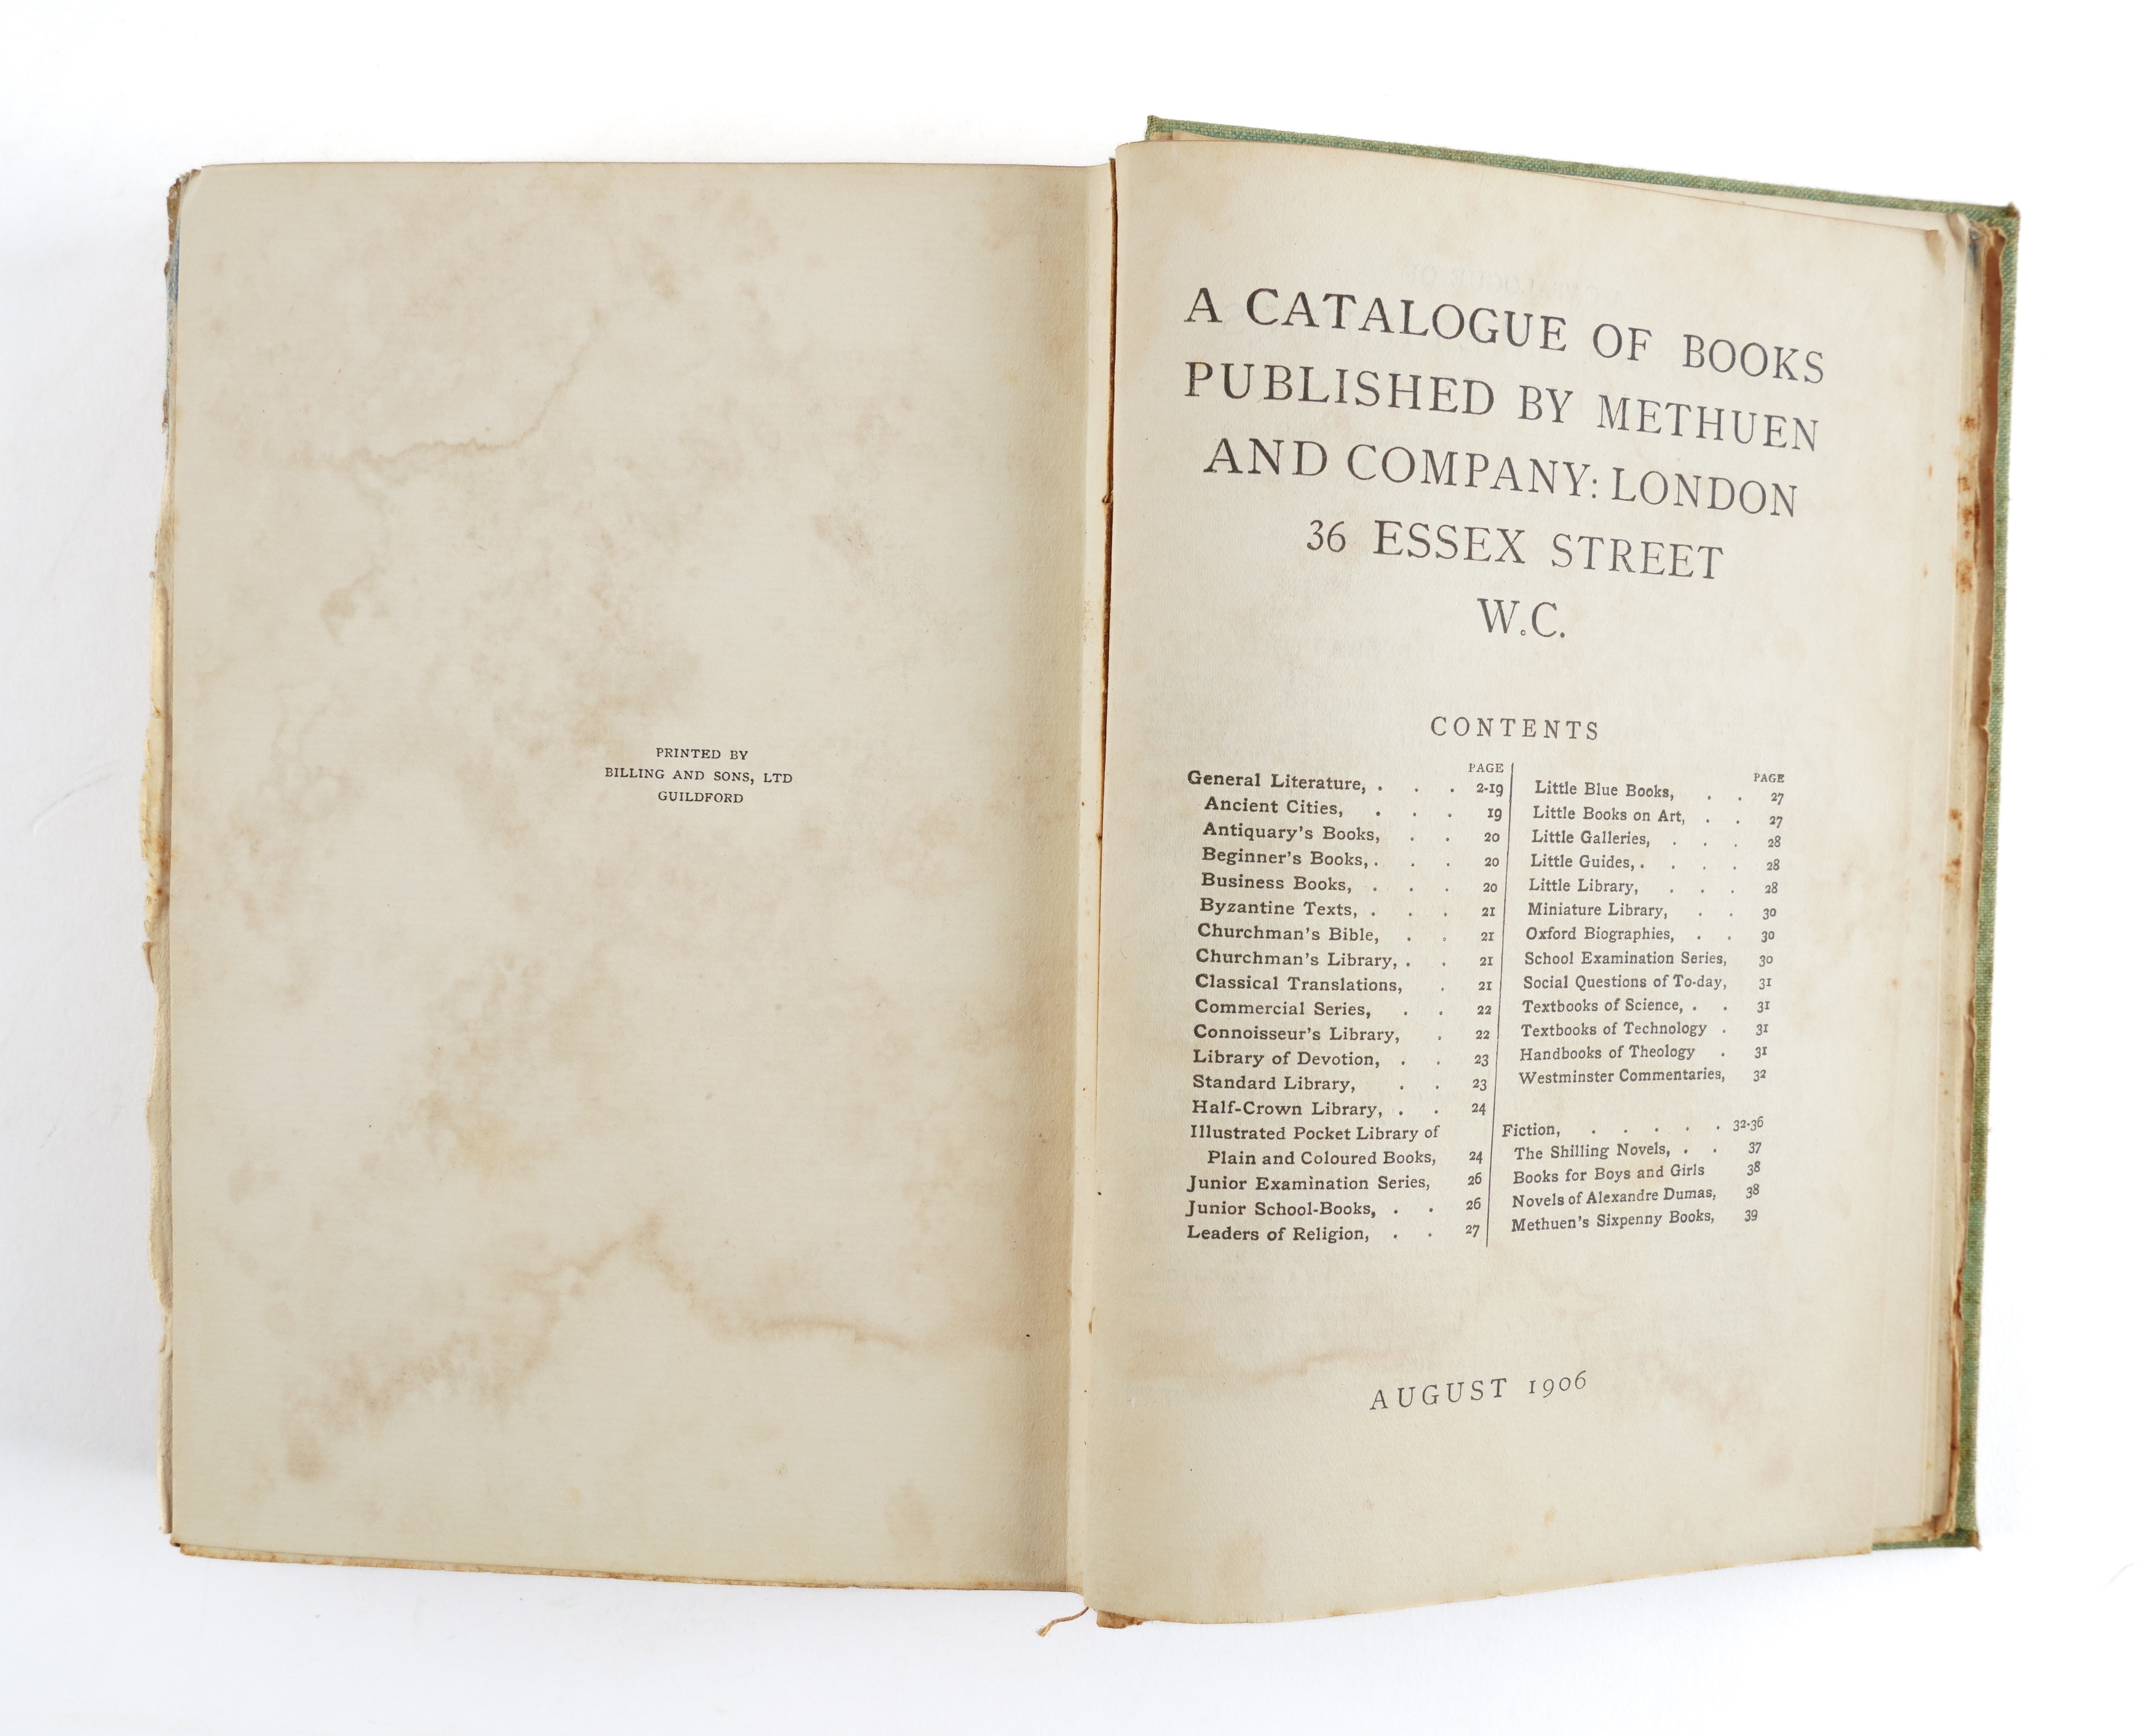 PRINTED BY
BILLING AND SONS, LTD
GUILDFORD
A CATALOGUE OF BOOKS
PUBLISHED BY METHUEN
AND COMPANY: LONDON
36 ESSEX STREET
W.C.
CONTENTS
PAGE
General Literature, . . . 2-19
Ancient Cities, . . . 19
Antiquary's Books, . . 20
Beginner's Books, . . . 20
Business Books, . . . 20
Byzantine Texts, . . . 21
Churchman's Bible, . . 21
Churchman's Library, . . 21
Classical Translations, . 21
Commercial Series, . . 22
Connoisseur's Library, . 22
Library of Devotion, . . 23
Standard Library, . . 23
Half-Crown Library, . . 24
Illustrated Pocket Library of
Plain and Coloured Books, 24
Junior Examination Series, 26
Junior School-Books, . . 26
Leaders of Religion, . . 27
PAGE
Little Blue Books, . . 27
Little Books on Art, . . 27
Little Galleries, . . . 28
Little Guides, . . . . 28
Little Library, . . . 28
Miniature Library, . . 30
Oxford Biographies, . . 30
School Examination Series, 30
Social Questions of To-day, 31
Textbooks of Science, . . 31
Textbooks of Technology . 31
Handbooks of Theology . 31
Westminster Commentaries, 32
Fiction, . . . . . 32-36
The Shilling Novels, . . 37
Books for Boys and Girls 38
Novels of Alexandre Dumas, 38
Methuen's Sixpenny Books, 39
AUGUST 1906